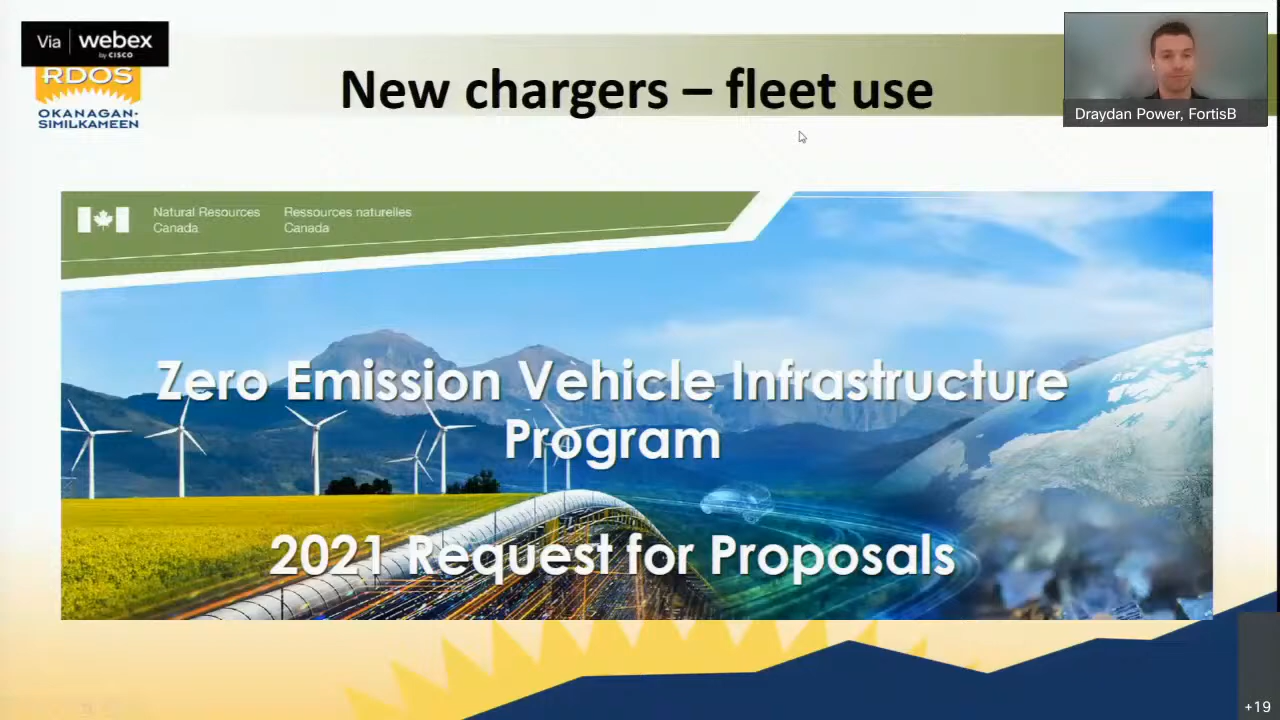 Via webex
by CISCO
RDOS
OKANAGAN-
SIMILKAMEEN
New chargers – fleet use
Draydan Power, FortisB
Natural Resources
Canada
Ressources naturelles
Canada
Zero Emission Vehicle Infrastructure
Program
2021 Request for Proposals
+19